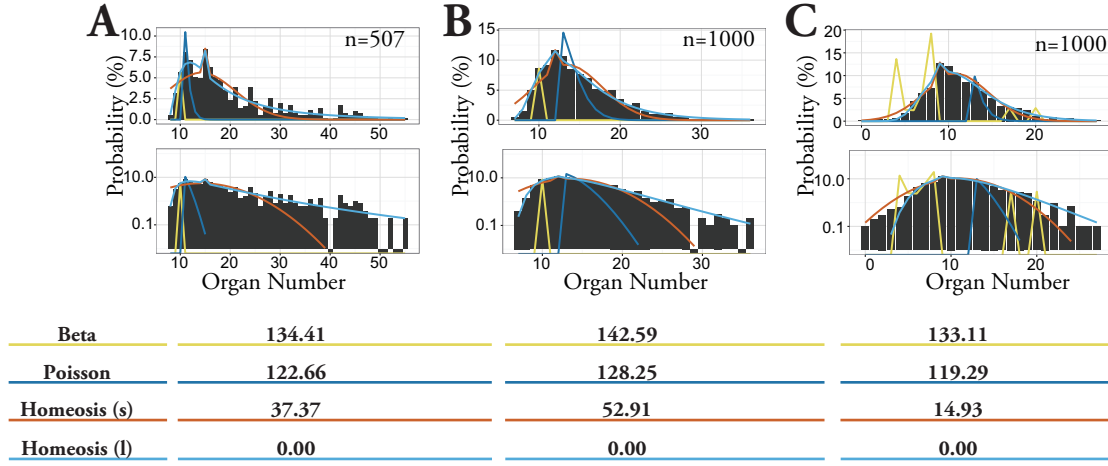 A B C
n=507 n=1000 n=1000
Probability (%) Probability (%) Probability (%)
10.0 7.5 5.0 2.5 0.0
15 10 5 0
20 15 10 5 0
10 20 30 40 50
10 20 30
0 10 20
10.0 0.1
10.0 0.1
10.0 0.1
10 20 30 40 50
10 20 30
0 10 20
Organ Number Organ Number Organ Number
Beta 134.41 142.59 133.11
Poisson 122.66 128.25 119.29
Homeosis (s) 37.37 52.91 14.93
Homeosis (l) 0.00 0.00 0.00